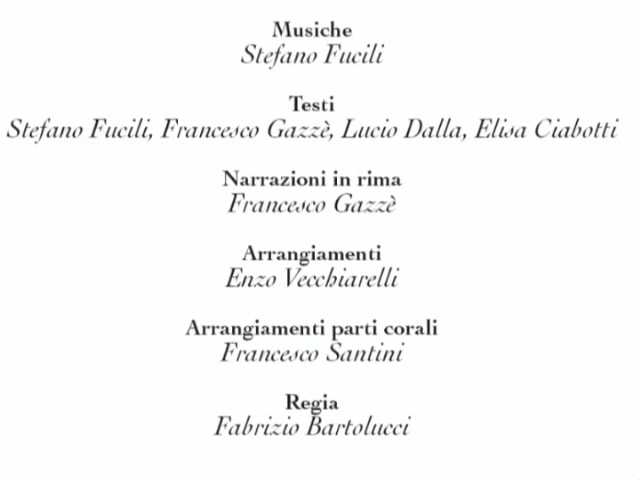 Musiche
Stefano Fucili
Testi
Stefano Fucili, Francesco Gazzè, Lucio Dalla, Elisa Ciabotti
Narrazioni in rima
Francesco Gazzè
Arrangiamenti
Enzo Vecchiarelli
Arrangiamenti parti corali
Francesco Santini
Regia
Fabrizio Bartolucci